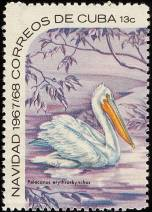 CORREOS DE CUBA 13c
NAVIDAD 1967/68
Pelecanus erythrorhynchos